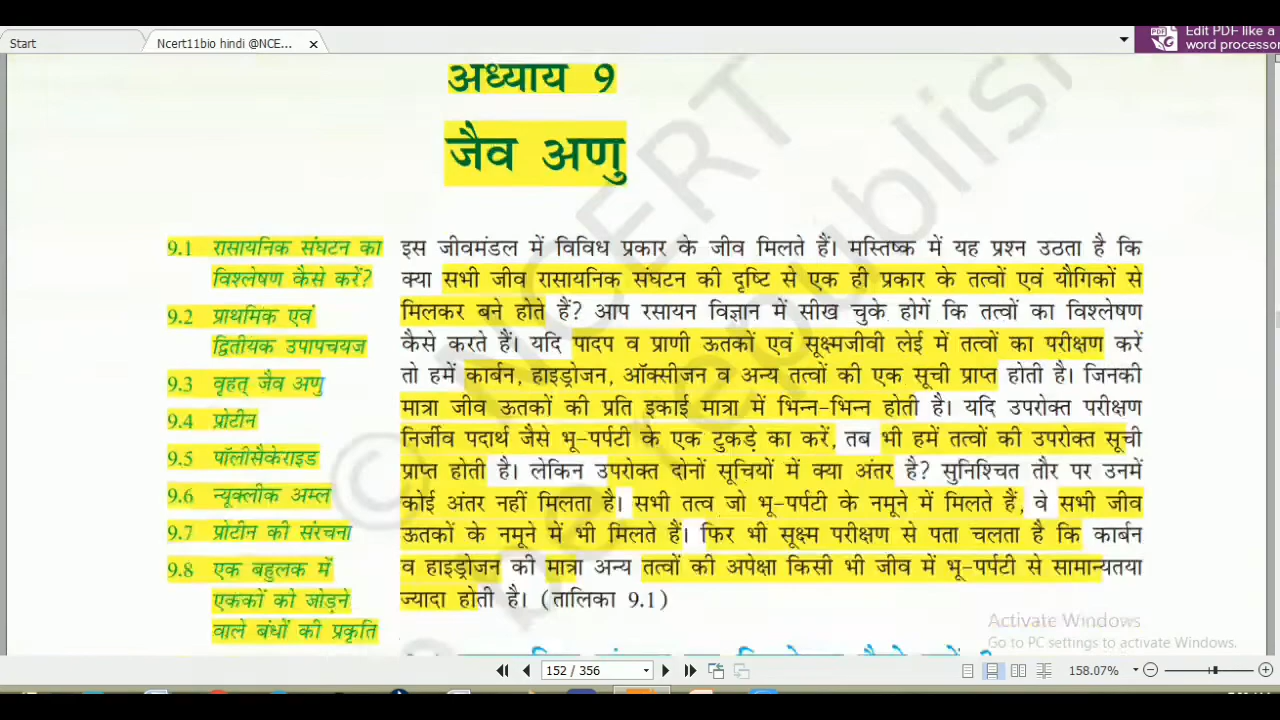 Start
Ncert11bio hindi @NCE... ×
Edit PDF like a
word processor
अध्याय 9
जैव अणु
9.1 रासायनिक संघटन का
विश्लेषण कैसे करें?
9.2 प्राथमिक एवं
द्वितीयक उपापचयज
9.3 वृहत् जैव अणु
9.4 प्रोटीन
9.5 पॉलीसैकेराइड
9.6 न्यूक्लीक अम्ल
9.7 प्रोटीन की संरचना
9.8 एक बहुलक में
एककों को जोड़ने
वाले बंधों की प्रकृति
इस जीवमंडल में विविध प्रकार के जीव मिलते हैं। मस्तिष्क में यह प्रश्न उठता है कि
क्या सभी जीव रासायनिक संघटन की दृष्टि से एक ही प्रकार के तत्वों एवं यौगिकों से
मिलकर बने होते हैं? आप रसायन विज्ञान में सीख चुके होगें कि तत्वों का विश्लेषण
कैसे करते हैं। यदि पादप व प्राणी ऊतकों एवं सूक्ष्मजीवी लेई में तत्वों का परीक्षण करें
तो हमें कार्बन, हाइड्रोजन, ऑक्सीजन व अन्य तत्वों की एक सूची प्राप्त होती है। जिनकी
मात्रा जीव ऊतकों की प्रति इकाई मात्रा में भिन्न-भिन्न होती है। यदि उपरोक्त परीक्षण
निर्जीव पदार्थ जैसे भू-पर्पटी के एक टुकड़े का करें, तब भी हमें तत्वों की उपरोक्त सूची
प्राप्त होती है। लेकिन उपरोक्त दोनों सूचियों में क्या अंतर है? सुनिश्चित तौर पर उनमें
कोई अंतर नहीं मिलता है। सभी तत्व जो भू-पर्पटी के नमूने में मिलते हैं, वे सभी जीव
ऊतकों के नमूने में भी मिलते हैं। फिर भी सूक्ष्म परीक्षण से पता चलता है कि कार्बन
व हाइड्रोजन की मात्रा अन्य तत्वों की अपेक्षा किसी भी जीव में भू-पर्पटी से सामान्यतया
ज्यादा होती है। (तालिका 9.1)
© NCERT
be republish
Activate Windows
Go to PC settings to activate Windows.
152 / 356
158.07%